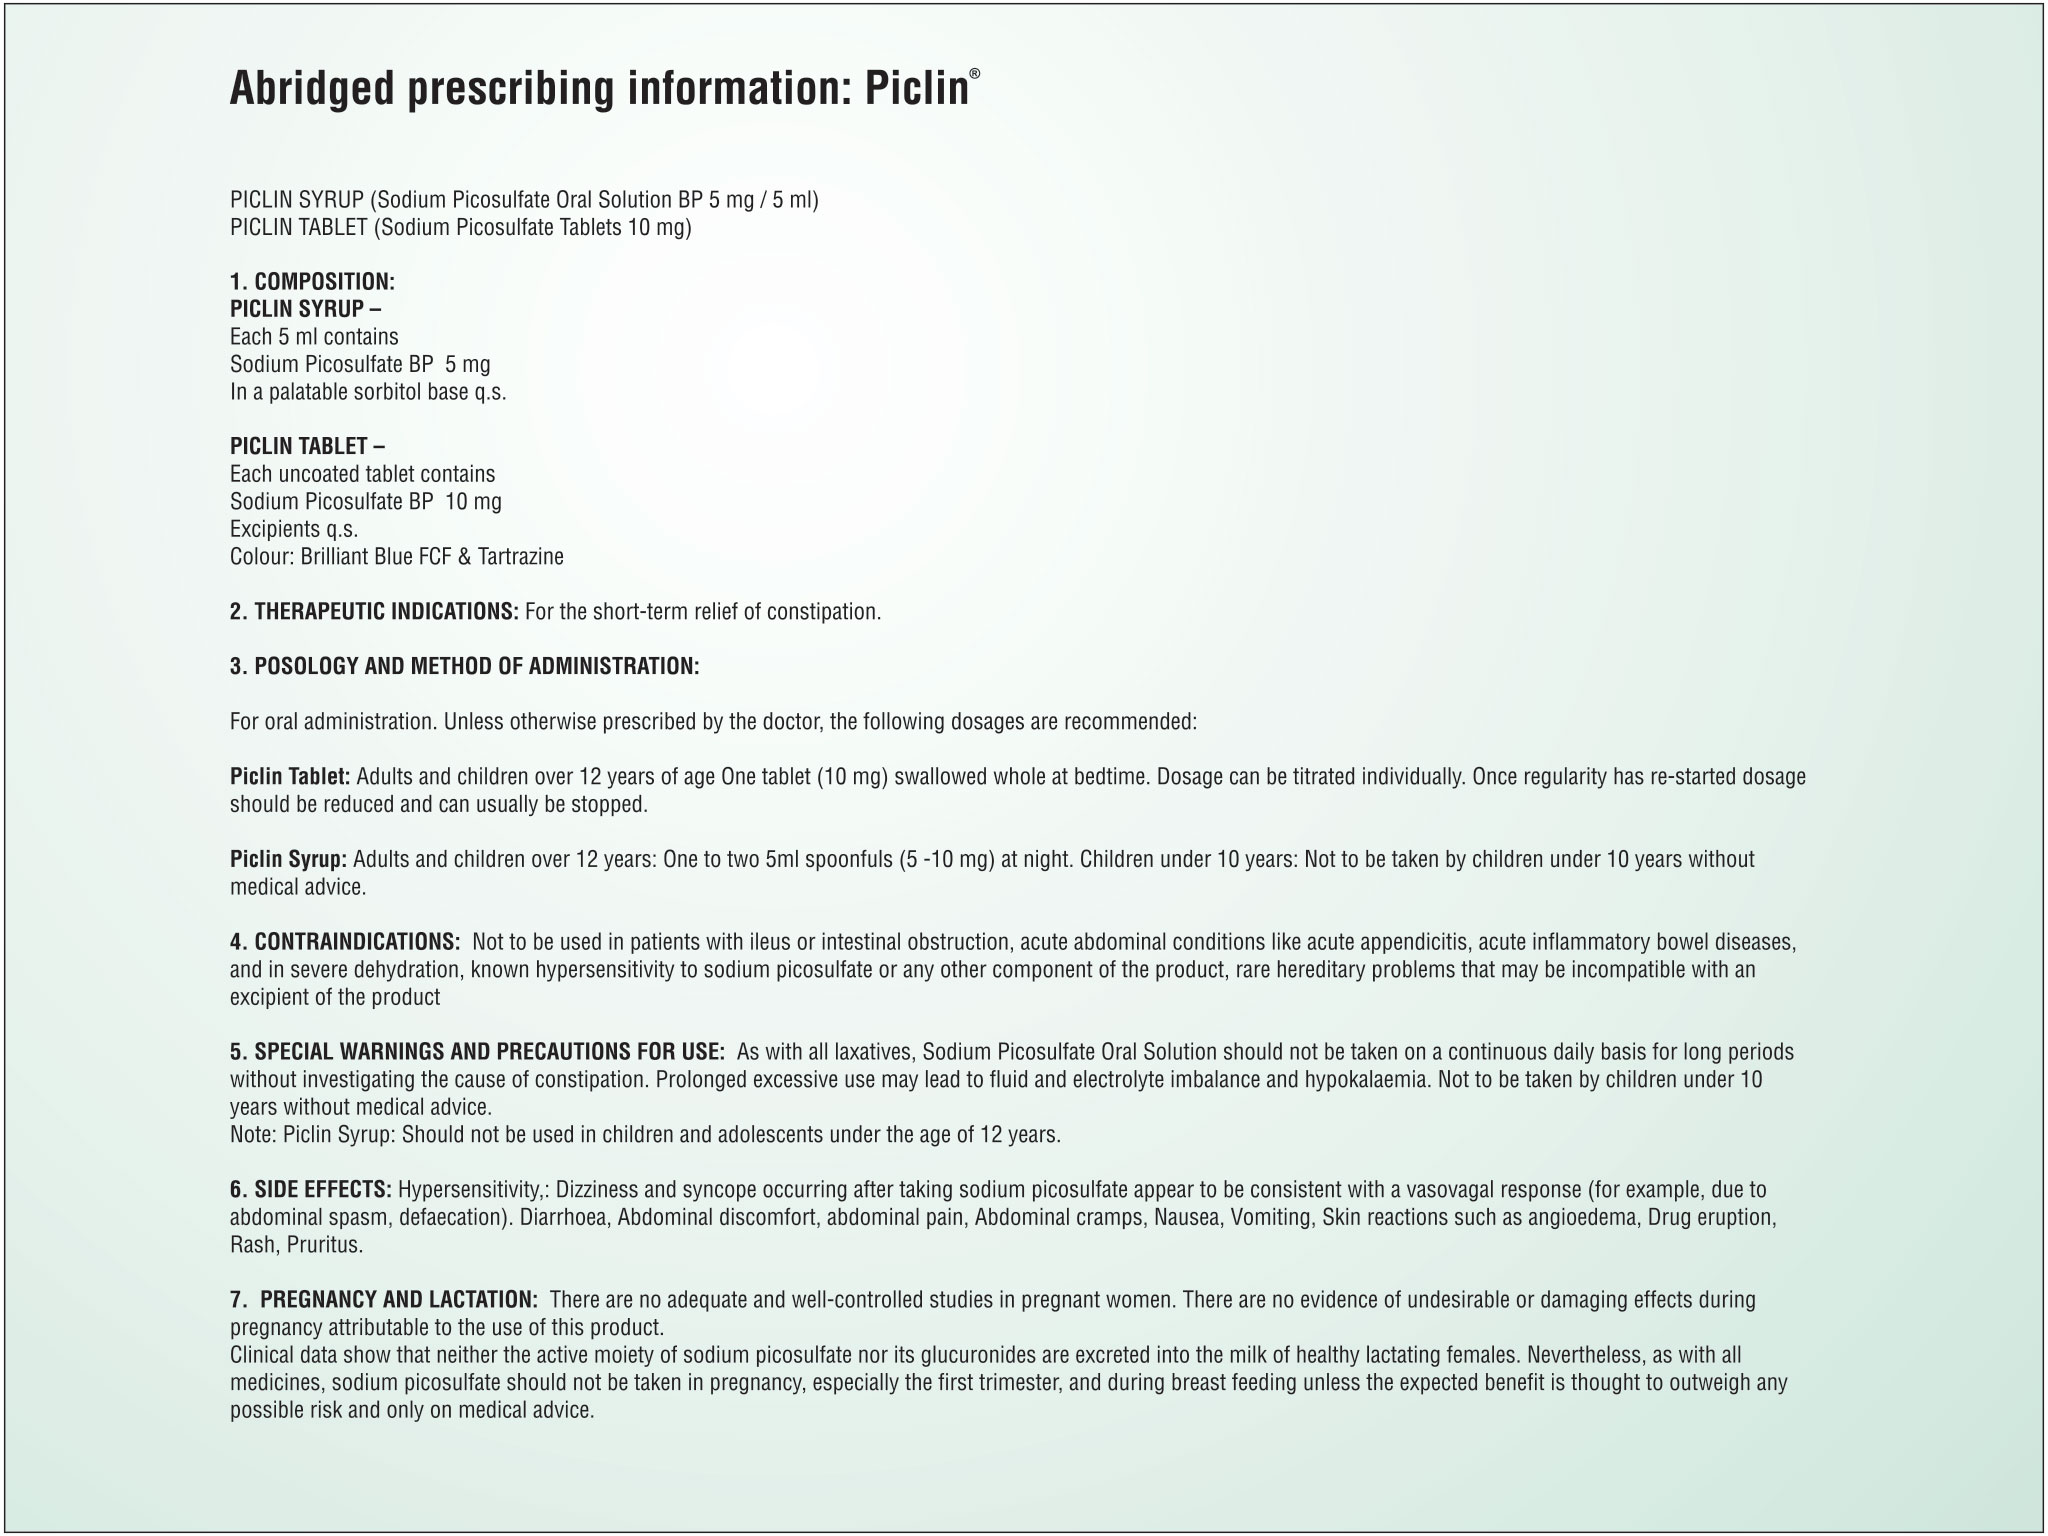 Abridged prescribing information: Piclin®
PICLIN SYRUP (Sodium Picosulfate Oral Solution BP 5 mg / 5 ml)
PICLIN TABLET (Sodium Picosulfate Tablets 10 mg)
1. COMPOSITION:
PICLIN SYRUP –
Each 5 ml contains
Sodium Picosulfate BP  5 mg
In a palatable sorbitol base q.s.
PICLIN TABLET –
Each uncoated tablet contains
Sodium Picosulfate BP  10 mg
Excipients q.s.
Colour: Brilliant Blue FCF & Tartrazine
2. THERAPEUTIC INDICATIONS: For the short-term relief of constipation.
3. POSOLOGY AND METHOD OF ADMINISTRATION:
For oral administration. Unless otherwise prescribed by the doctor, the following dosages are recommended:
Piclin Tablet: Adults and children over 12 years of age One tablet (10 mg) swallowed whole at bedtime. Dosage can be titrated individually. Once regularity has re-started dosage
should be reduced and can usually be stopped.
Piclin Syrup: Adults and children over 12 years: One to two 5ml spoonfuls (5 -10 mg) at night. Children under 10 years: Not to be taken by children under 10 years without
medical advice.
4. CONTRAINDICATIONS:  Not to be used in patients with ileus or intestinal obstruction, acute abdominal conditions like acute appendicitis, acute inflammatory bowel diseases,
and in severe dehydration, known hypersensitivity to sodium picosulfate or any other component of the product, rare hereditary problems that may be incompatible with an
excipient of the product
5. SPECIAL WARNINGS AND PRECAUTIONS FOR USE:  As with all laxatives, Sodium Picosulfate Oral Solution should not be taken on a continuous daily basis for long periods
without investigating the cause of constipation. Prolonged excessive use may lead to fluid and electrolyte imbalance and hypokalaemia. Not to be taken by children under 10
years without medical advice.
Note: Piclin Syrup: Should not be used in children and adolescents under the age of 12 years.
6. SIDE EFFECTS: Hypersensitivity,: Dizziness and syncope occurring after taking sodium picosulfate appear to be consistent with a vasovagal response (for example, due to
abdominal spasm, defaecation). Diarrhoea, Abdominal discomfort, abdominal pain, Abdominal cramps, Nausea, Vomiting, Skin reactions such as angioedema, Drug eruption,
Rash, Pruritus.
7.  PREGNANCY AND LACTATION:  There are no adequate and well-controlled studies in pregnant women. There are no evidence of undesirable or damaging effects during
pregnancy attributable to the use of this product.
Clinical data show that neither the active moiety of sodium picosulfate nor its glucuronides are excreted into the milk of healthy lactating females. Nevertheless, as with all
medicines, sodium picosulfate should not be taken in pregnancy, especially the first trimester, and during breast feeding unless the expected benefit is thought to outweigh any
possible risk and only on medical advice.